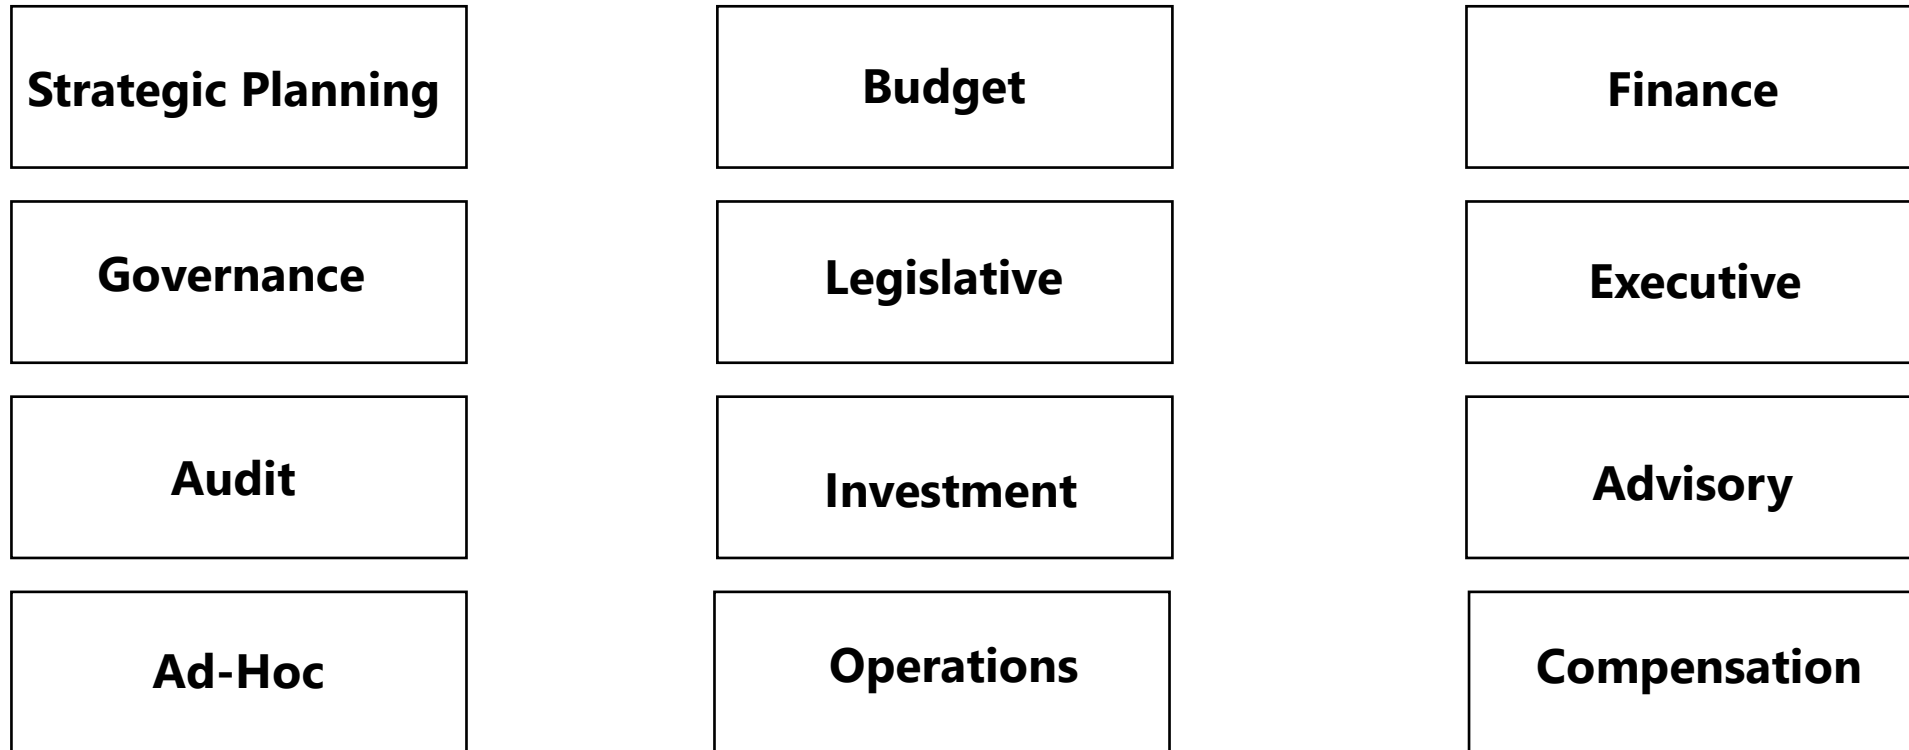 Strategic Planning
Budget
Finance
Governance
Legislative
Executive
Audit
Investment
Advisory
Ad-Hoc
Operations
Compensation